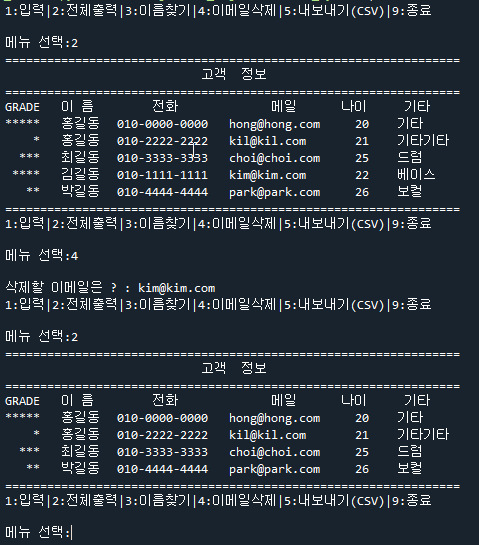 1:입력|2:전체출력|3:이름찾기|4:이메일삭제|5:내보내기(CSV)|9:종료
메뉴 선택:2
=================================================================
고객 정보
=================================================================
GRADE 이 름 전화 메일 나이 기타
***** 홍길동 010-0000-0000 hong@hong.com 20 기타
* 홍길동 010-2222-2222 kil@kil.com 21 기타기타
*** 최길동 010-3333-3333 choi@choi.com 25 드럼
**** 김길동 010-1111-1111 kim@kim.com 22 베이스
** 박길동 010-4444-4444 park@park.com 26 보컬
=================================================================
1:입력|2:전체출력|3:이름찾기|4:이메일삭제|5:내보내기(CSV)|9:종료
메뉴 선택:4
삭제할 이메일은 ? : kim@kim.com
1:입력|2:전체출력|3:이름찾기|4:이메일삭제|5:내보내기(CSV)|9:종료
메뉴 선택:2
=================================================================
고객 정보
=================================================================
GRADE 이 름 전화 메일 나이 기타
***** 홍길동 010-0000-0000 hong@hong.com 20 기타
* 홍길동 010-2222-2222 kil@kil.com 21 기타기타
*** 최길동 010-3333-3333 choi@choi.com 25 드럼
** 박길동 010-4444-4444 park@park.com 26 보컬
=================================================================
1:입력|2:전체출력|3:이름찾기|4:이메일삭제|5:내보내기(CSV)|9:종료
메뉴 선택: